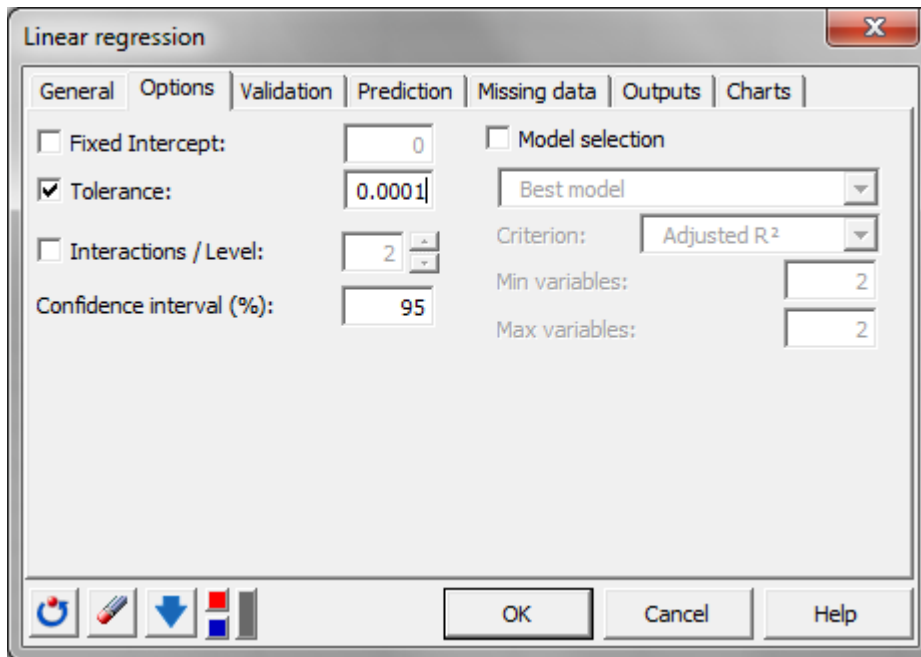 Linear regression
General Options Validation Prediction Missing data Outputs Charts
Fixed Intercept: 0
Tolerance: 0.0001
Interactions / Level: 2
Confidence interval (%): 95
Model selection
Best model
Criterion: Adjusted R²
Min variables: 2
Max variables: 2
OK Cancel Help